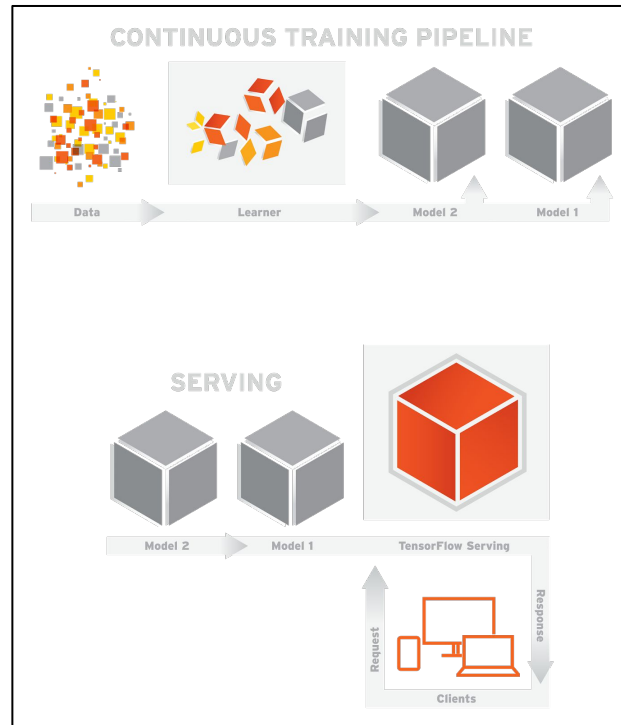 CONTINUOUS TRAINING PIPELINE
Data
Learner
Model 2
Model 1
SERVING
Model 2
Model 1
TensorFlow Serving
Request
Response
Clients